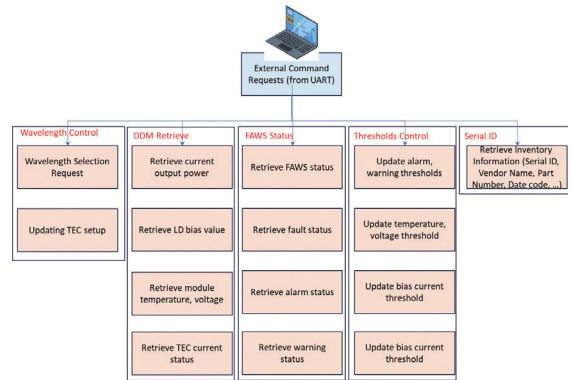 External Command
Requests (from UART)
Wavelength Control
Wavelength Selection
Request
Updating TEC setup
DDM Retrieve
Retrieve current
output power
Retrieve LD bias value
Retrieve module
temperature, voltage
Retrieve TEC current
status
FAWS Status
Retrieve FAWS status
Retrieve fault status
Retrieve alarm status
Retrieve warning
status
Thresholds Control
Update alarm,
warning thresholds
Update temperature,
voltage threshold
Update bias current
threshold
Update bias current
threshold
Serial ID
Retrieve Inventory
Information (Serial ID,
Vendor Name, Part
Number, Date code, ...)